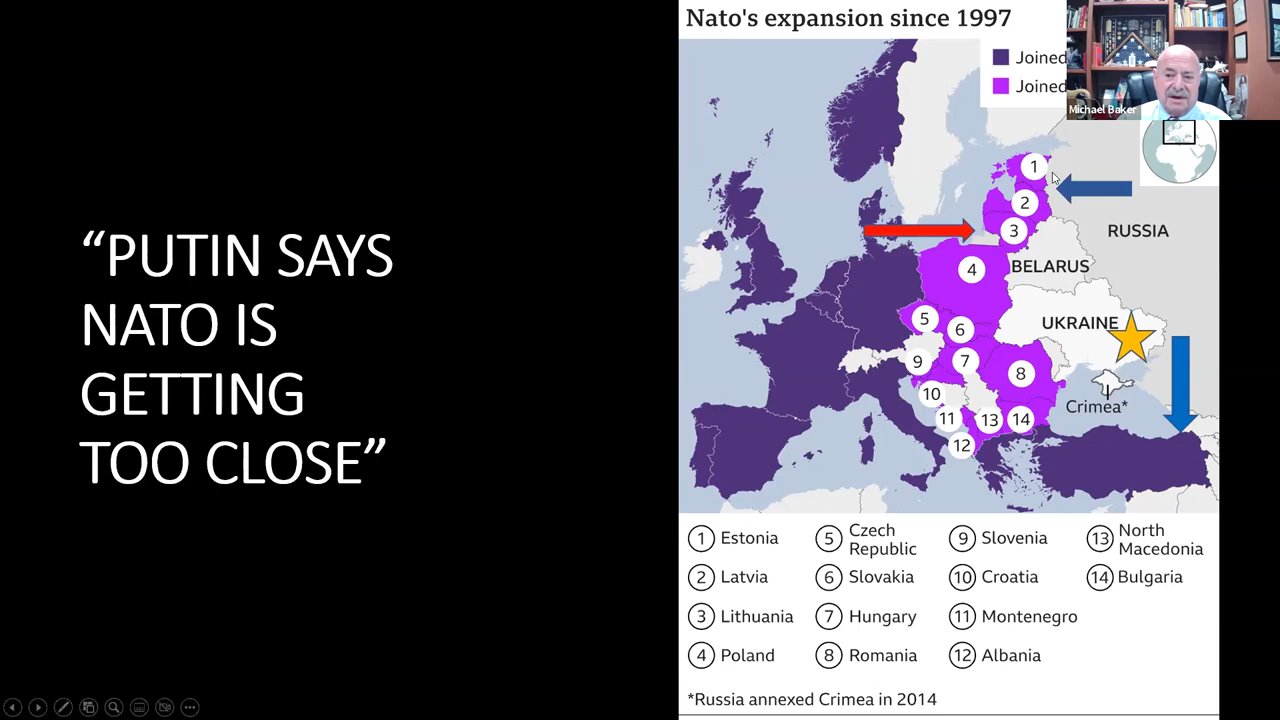 “PUTIN SAYS
NATO IS
GETTING
TOO CLOSE”
Nato's expansion since 1997
Joined
Joined
Michael Baker
1
2
RUSSIA
3
4
BELARUS
5
UKRAINE
6
9
7
8
10
Crimea*
11
13
14
12
1 Estonia
2 Latvia
3 Lithuania
4 Poland
5 Czech
Republic
6 Slovakia
7 Hungary
8 Romania
9 Slovenia
10 Croatia
11 Montenegro
12 Albania
13 North
Macedonia
14 Bulgaria
*Russia annexed Crimea in 2014